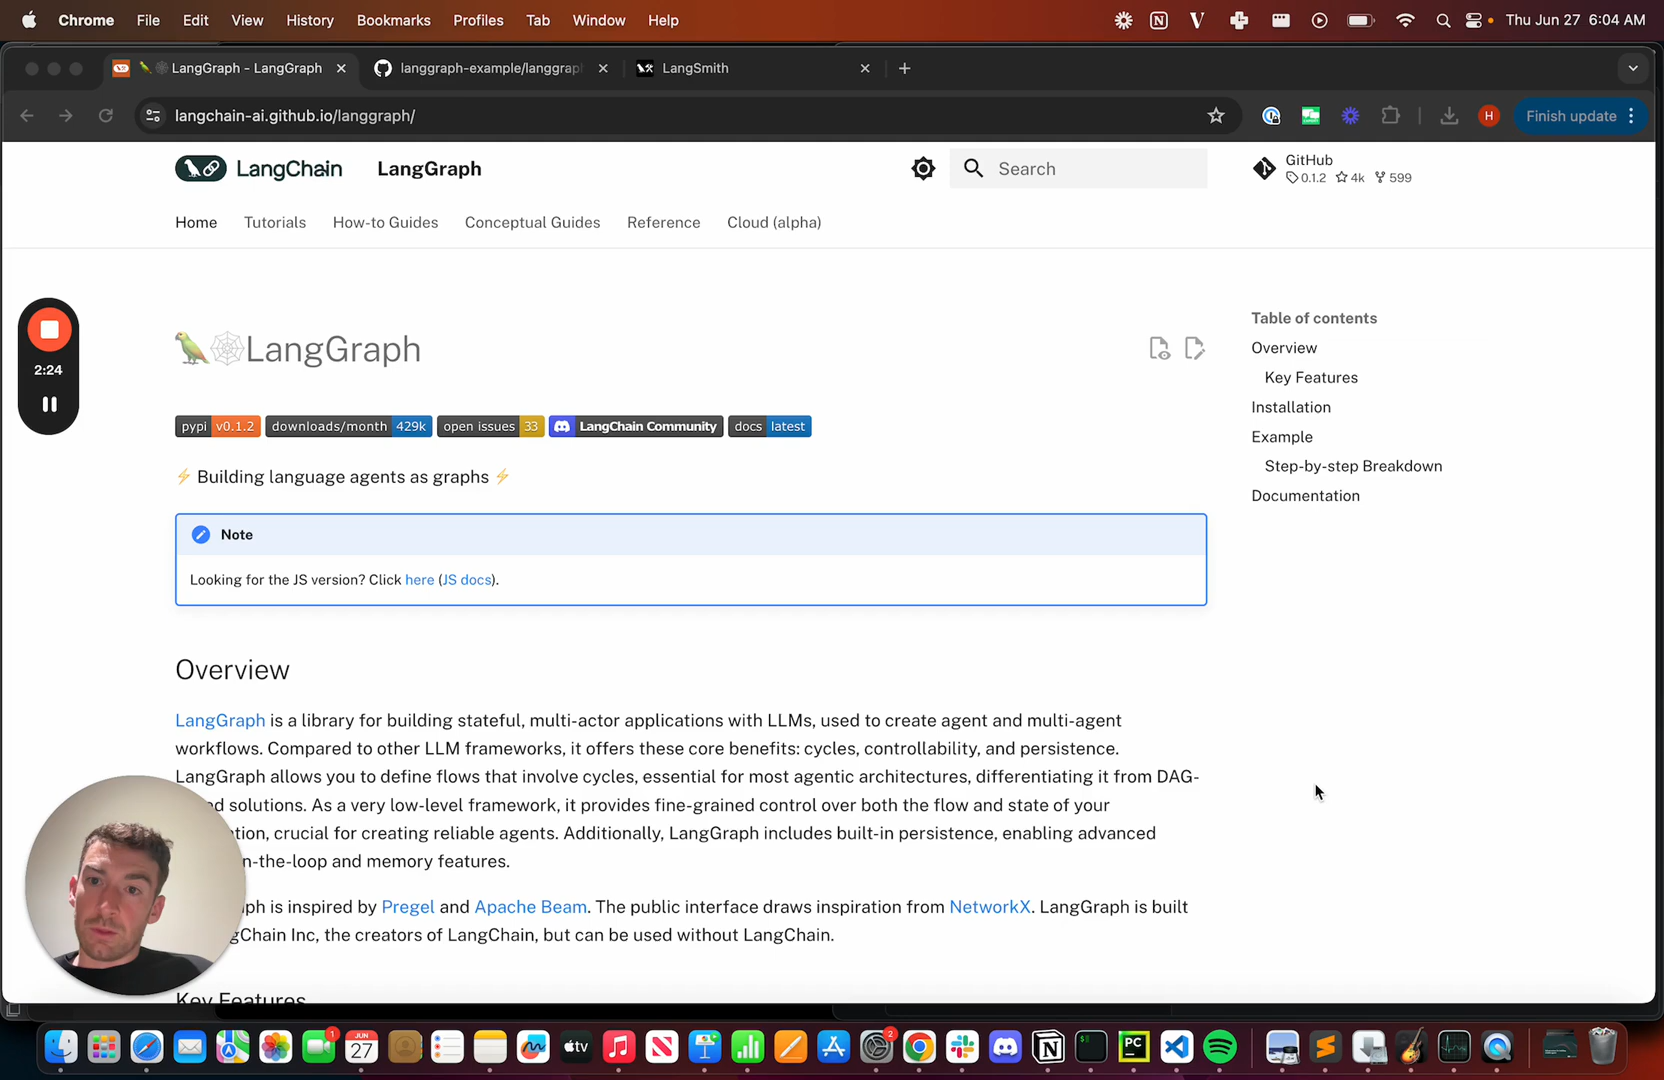 Chrome File Edit View History Bookmarks Profiles Tab Window Help
Thu Jun 27 6:04 AM
LangGraph - LangGraph
langgraph-example/langgrap
LangSmith
langchain-ai.github.io/langgraph/
H
Finish update
LangChain
LangGraph
Search
GitHub
0.1.2 4k 599
Home Tutorials How-to Guides Conceptual Guides Reference Cloud (alpha)
2:24
LangGraph
pypi v0.1.2 downloads/month 429k open issues 33 LangChain Community docs latest
Building language agents as graphs
Note
Looking for the JS version? Click here (JS docs).
Overview
LangGraph is a library for building stateful, multi-actor applications with LLMs, used to create agent and multi-agent
workflows. Compared to other LLM frameworks, it offers these core benefits: cycles, controllability, and persistence.
LangGraph allows you to define flows that involve cycles, essential for most agentic architectures, differentiating it from DAG-
solutions. As a very low-level framework, it provides fine-grained control over both the flow and state of your
tion, crucial for creating reliable agents. Additionally, LangGraph includes built-in persistence, enabling advanced
n-the-loop and memory features.
ph is inspired by Pregel and Apache Beam. The public interface draws inspiration from NetworkX. LangGraph is built
gChain Inc, the creators of LangChain, but can be used without LangChain.
Key Features
Table of contents
Overview
Key Features
Installation
Example
Step-by-step Breakdown
Documentation
1
JUN
27
tv
2
PC